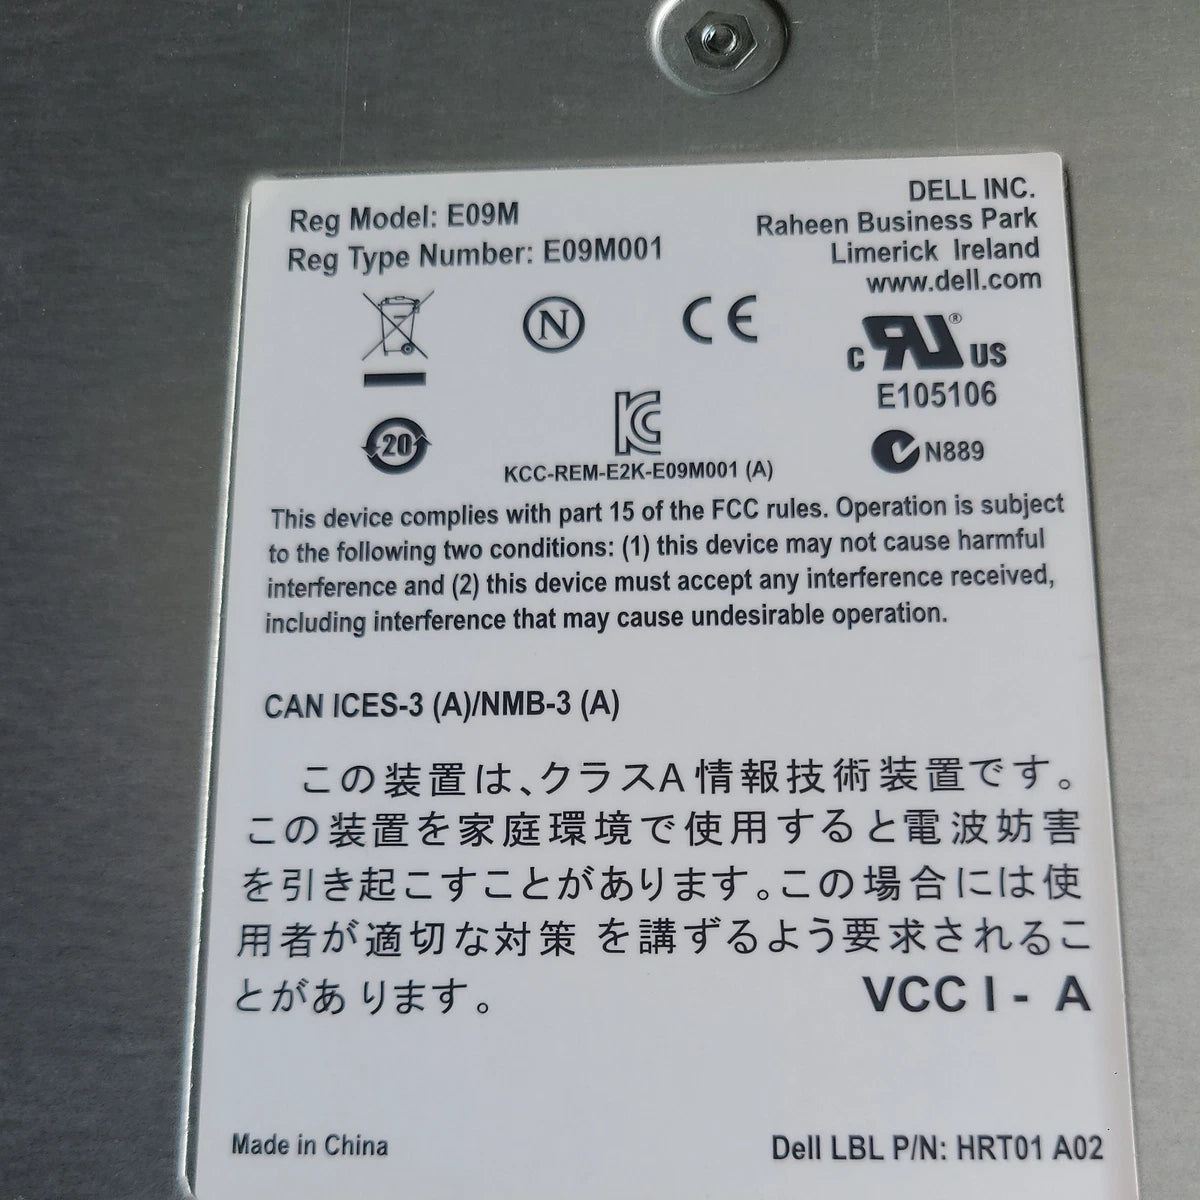 Reg Model: E09M
Reg Type Number: E09M001
DELL INC.
Raheen Business Park
Limerick Ireland
www.dell.com
N
CE
c RU® US
E105106
20
KC
KCC-REM-E2K-E09M001 (A)
N889
This device complies with part 15 of the FCC rules. Operation is subject
to the following two conditions: (1) this device may not cause harmful
interference and (2) this device must accept any interference received,
including interference that may cause undesirable operation.
CAN ICES-3 (A)/NMB-3 (A)
この装置は、クラスA情報技術装置です。
この装置を家庭環境で使用すると電波妨害
を引き起こすことがあります。この場合には使
用者が適切な対策 を講ずるよう要求されるこ
とがあ ります。
VCC I - A
Made in China
Dell LBL P/N: HRT01 A02